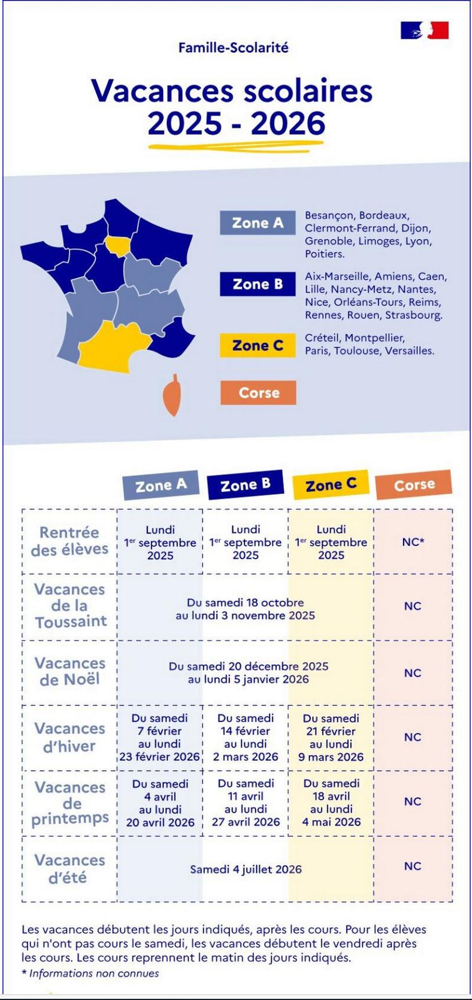 Famille-Scolarité
Vacances scolaires
2025 - 2026
Zone A
Besançon, Bordeaux,
Clermont-Ferrand, Dijon,
Grenoble, Limoges, Lyon,
Poitiers.
Zone B
Aix-Marseille, Amiens, Caen,
Lille, Nancy-Metz, Nantes,
Nice, Orléans-Tours, Reims,
Rennes, Rouen, Strasbourg.
Zone C
Créteil, Montpellier,
Paris, Toulouse, Versailles.
Corse
Zone A
Zone B
Zone C
Corse
Rentrée
des élèves
Lundi
1er septembre
2025
Lundi
1er septembre
2025
Lundi
1er septembre
2025
NC*
Vacances
de la
Toussaint
Du samedi 18 octobre
au lundi 3 novembre 2025
NC
Vacances
de Noël
Du samedi 20 décembre 2025
au lundi 5 janvier 2026
NC
Vacances
d'hiver
Du samedi
7 février
au lundi
23 février 2026
Du samedi
14 février
au lundi
2 mars 2026
Du samedi
21 février
au lundi
9 mars 2026
NC
Vacances
de
printemps
Du samedi
4 avril
au lundi
20 avril 2026
Du samedi
11 avril
au lundi
27 avril 2026
Du samedi
18 avril
au lundi
4 mai 2026
NC
Vacances
d'été
Samedi 4 juillet 2026
NC
Les vacances débutent les jours indiqués, après les cours. Pour les élèves
qui n'ont pas cours le samedi, les vacances débutent le vendredi après
les cours. Les cours reprennent le matin des jours indiqués.
* Informations non connues